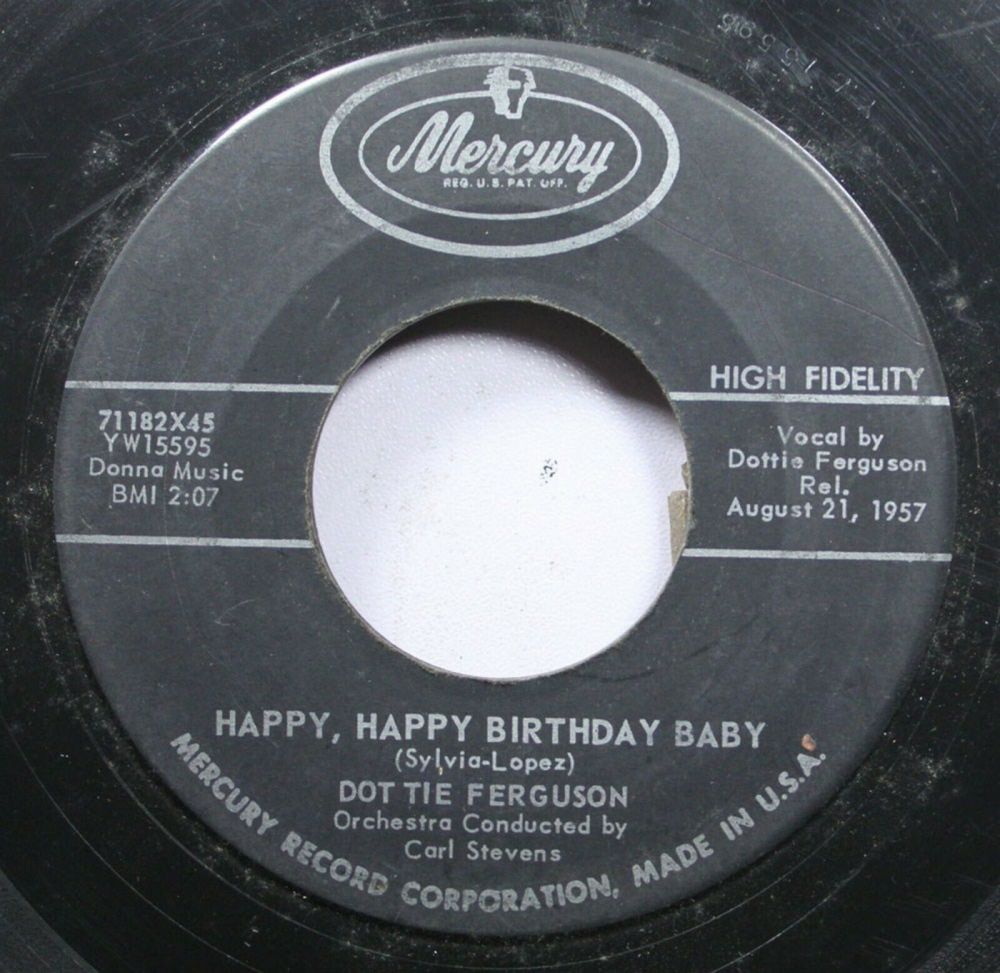 Mercury
REG. U.S. PAT. OFF.
HIGH FIDELITY
71182X45
YW15595
Donna Music
BMI 2:07
Vocal by
Dottie Ferguson
Rel.
August 21, 1957
HAPPY, HAPPY BIRTHDAY BABY
(Sylvia-Lopez)
DOT TIE FERGUSON
Orchestra Conducted by
Carl Stevens
MERCURY RECORD CORPORATION, MADE IN U.S.A.